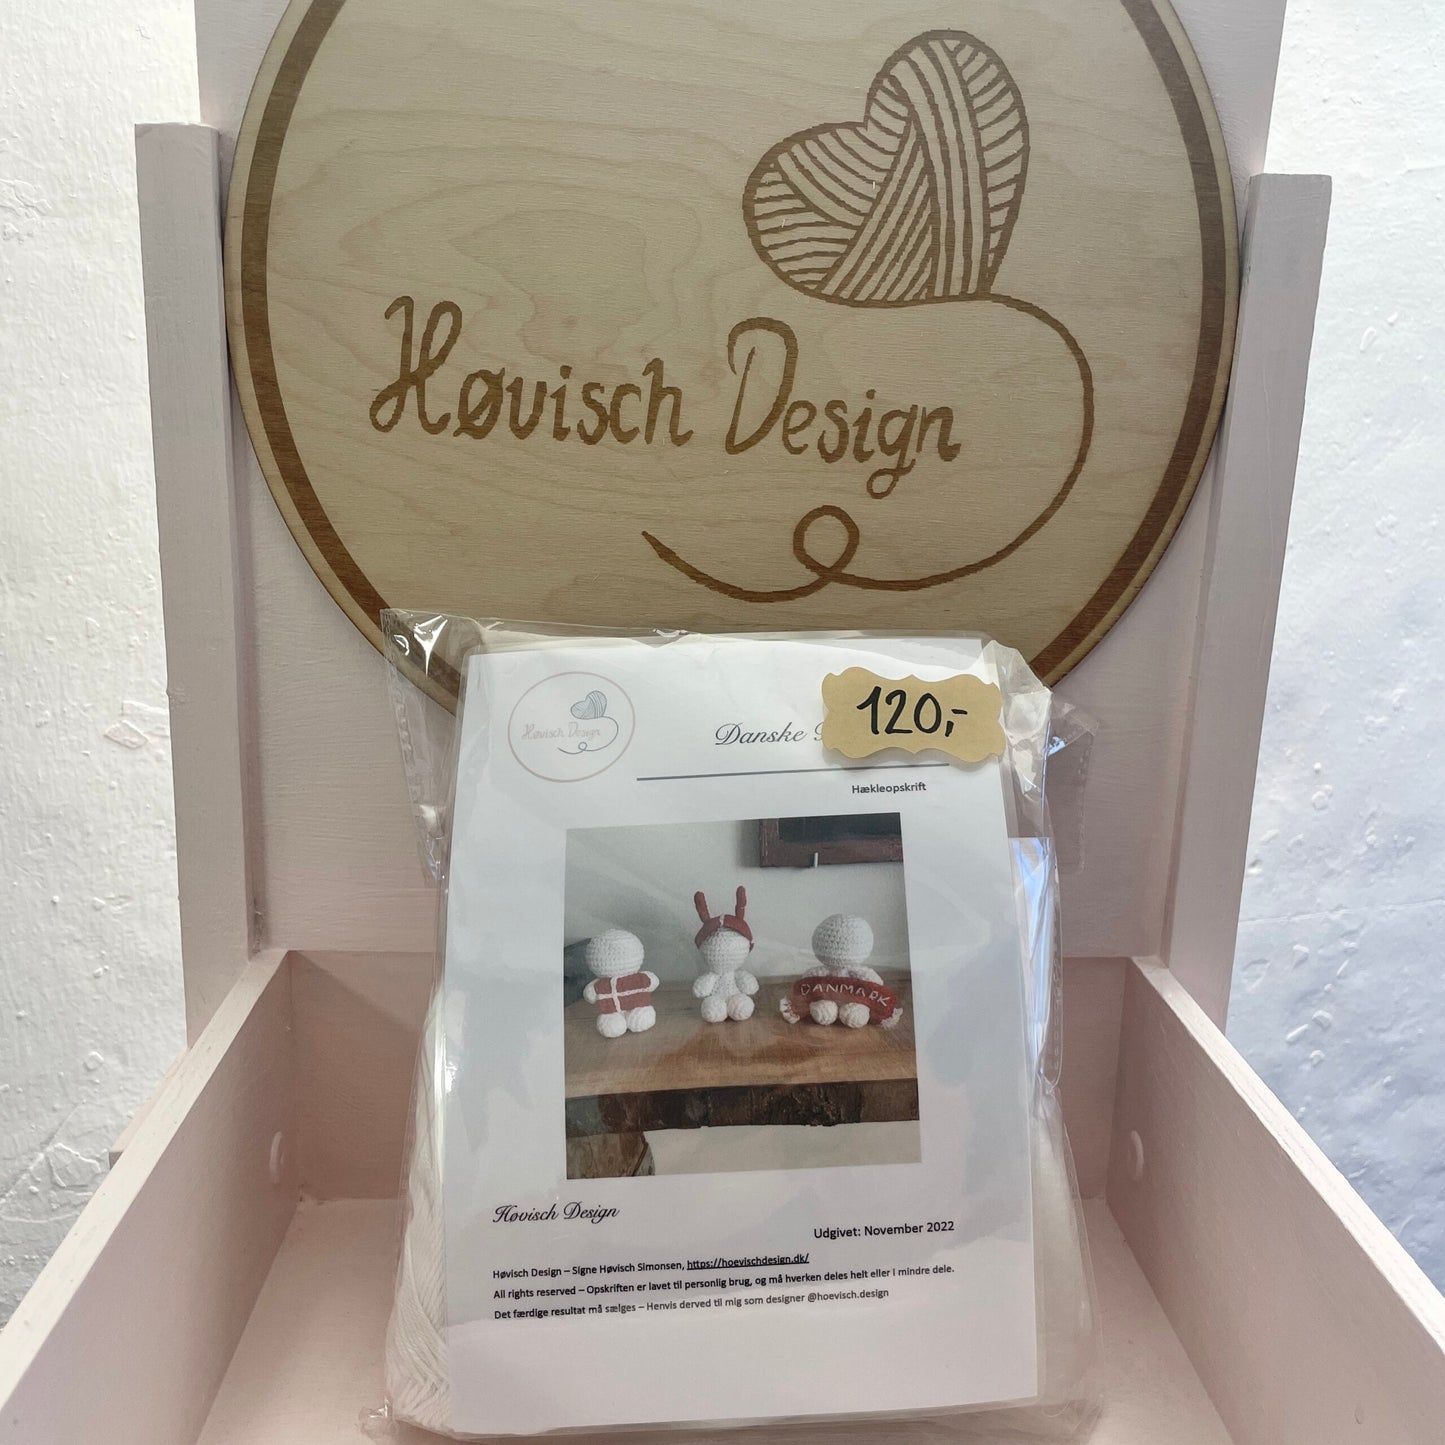 Høvisch Design
Høvisch Design
Danske
120,-
Hækleopskrift
DANMARK
Høvisch Design
Udgivet: November 2022
Høvisch Design – Signe Høvisch Simonsen, https://hoevischdesign.dk/
All rights reserved – Opskriften er lavet til personlig brug, og må hverken deles helt eller i mindre dele.
Det færdige resultat må sælges – Henvis derved til mig som designer @hoevisch.design